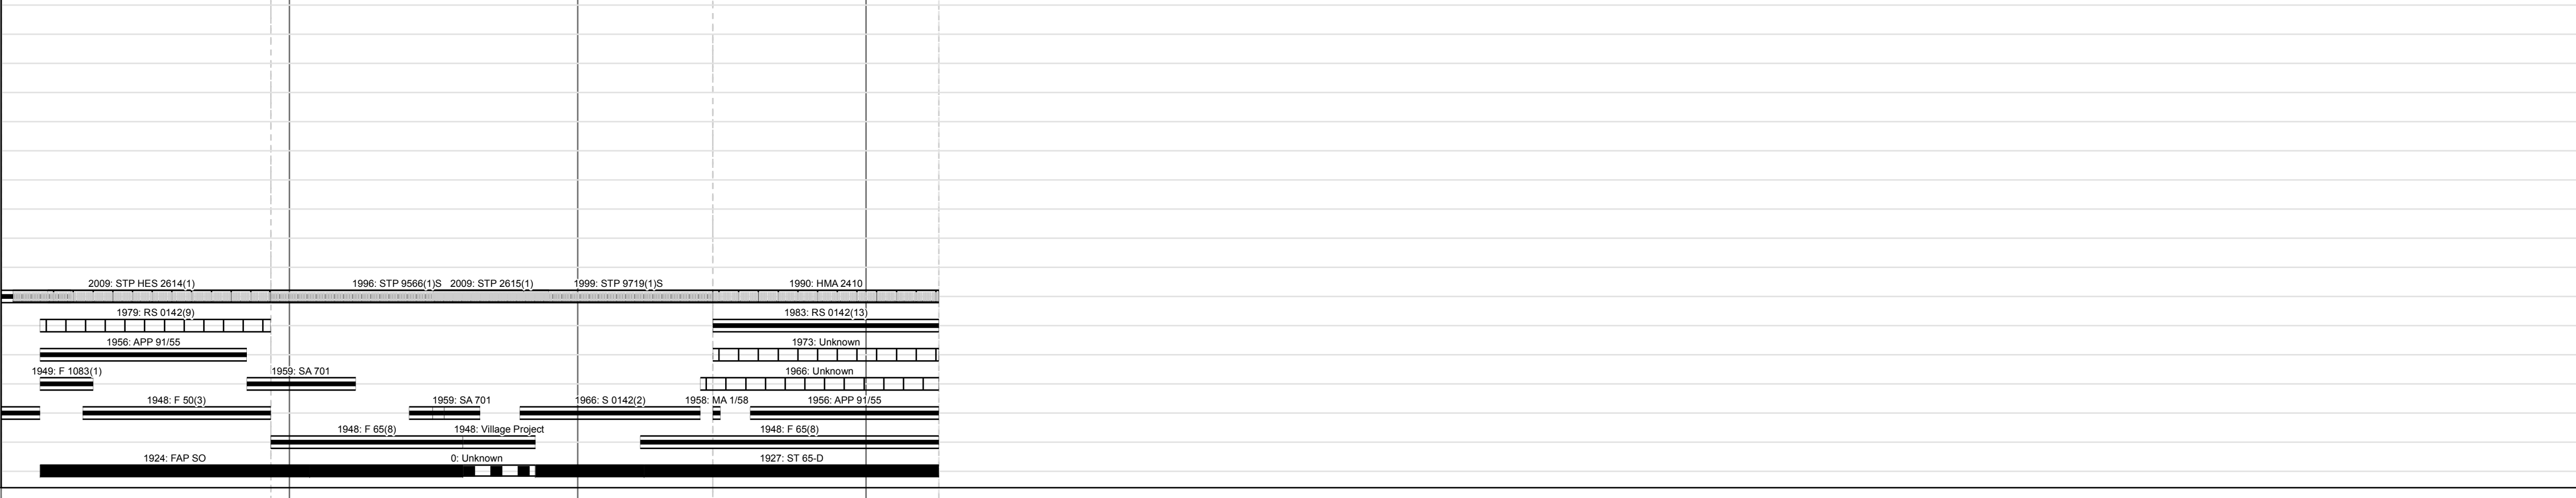 2009: STP HES 2614(1) 1996: STP 9566(1)S 2009: STP 2615(1) 1999: STP 9719(1)S 1990: HMA 2410
1979: RS 0142(9) 1983: RS 0142(13)
1956: APP 91/55 1973: Unknown
1949: F 1083(1) 1959: SA 701 1966: Unknown
1948: F 50(3) 1959: SA 701 1966: S 0142(2) 1958: MA 1/58 1956: APP 91/55
1948: F 65(8) 1948: Village Project 1948: F 65(8)
1924: FAP SO 0: Unknown 1927: ST 65-D